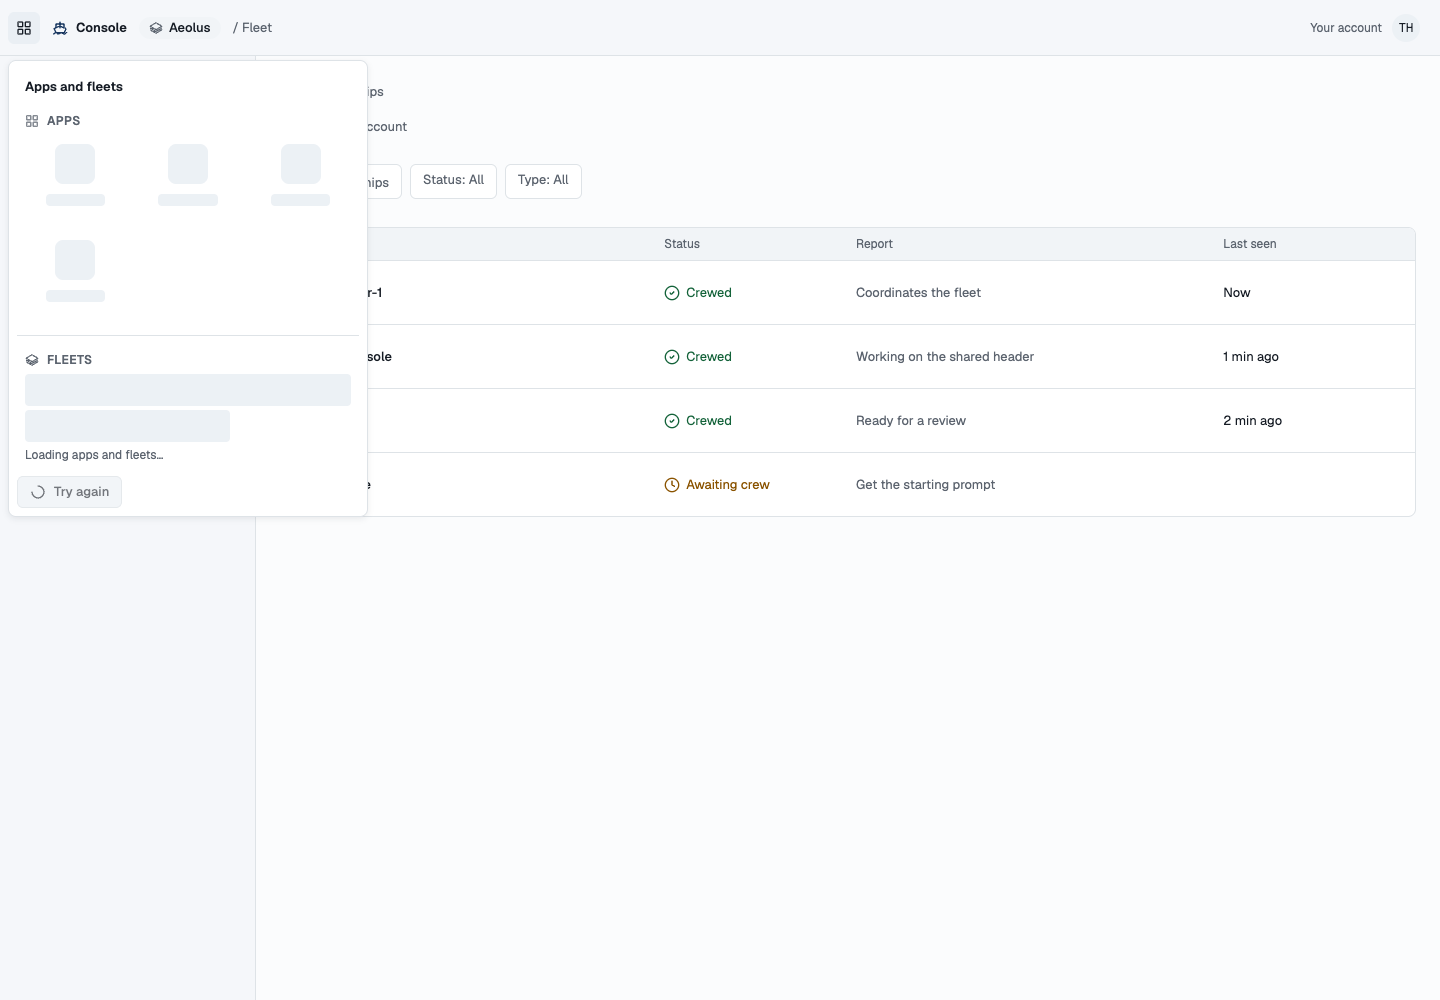 Console
Aeolus
/ Fleet
Your account
TH
Apps and fleets
APPS
FLEETS
Loading apps and fleets...
Try again
Status: All
Type: All
Status
Report
Last seen
Crewed
Coordinates the fleet
Now
Crewed
Working on the shared header
1 min ago
Crewed
Ready for a review
2 min ago
Awaiting crew
Get the starting prompt